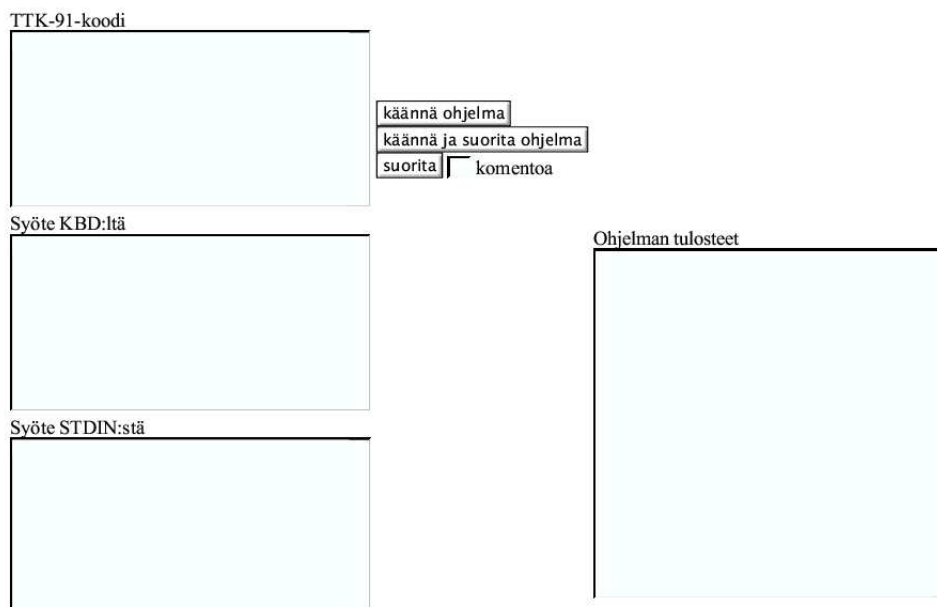 TTK-91-koodi
käännä ohjelma
käännä ja suorita ohjelma
suorita komentoa
Syöte KBD:ltä
Ohjelman tulosteet
Syöte STDIN:stä